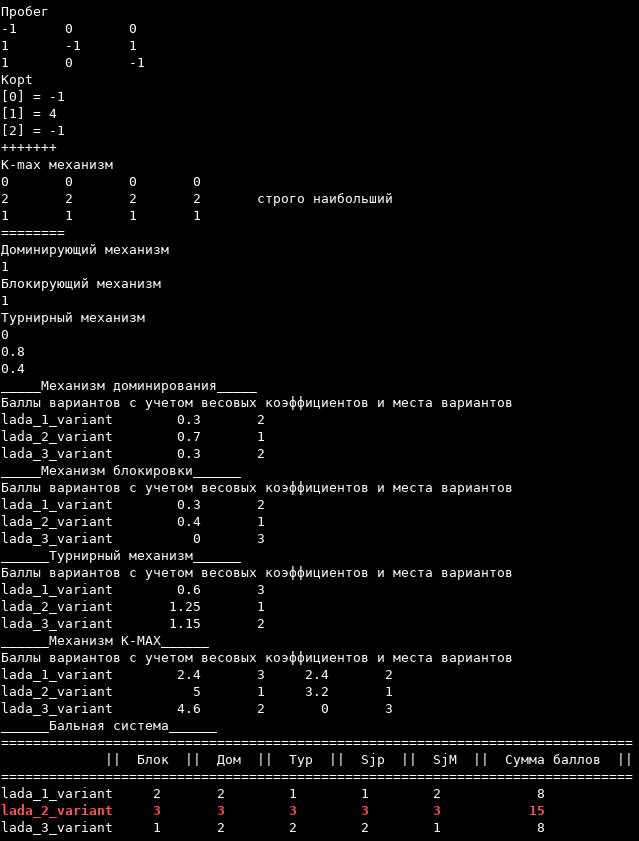 Пробег
-1 0 0
1 -1 1
1 0 -1
Kopt
[0] = -1
[1] = 4
[2] = -1
+++++++
K-max механизм
0 0 0 0
2 2 2 2 строго наибольший
1 1 1 1
========
Доминирующий механизм
1
Блокирующий механизм
1
Турнирный механизм
0
0.8
0.4
_____Механизм доминирования_____
Баллы вариантов с учетом весовых коэффициентов и места вариантов
lada_1_variant 0.3 2
lada_2_variant 0.7 1
lada_3_variant 0.3 2
_____Механизм блокировки______
Баллы вариантов с учетом весовых коэффициентов и места вариантов
lada_1_variant 0.3 2
lada_2_variant 0.4 1
lada_3_variant 0 3
______Турнирный механизм______
Баллы вариантов с учетом весовых коэффициентов и места вариантов
lada_1_variant 0.6 3
lada_2_variant 1.25 1
lada_3_variant 1.15 2
______Механизм K-MAX______
Баллы вариантов с учетом весовых коэффициентов и места вариантов
lada_1_variant 2.4 3 2.4 2
lada_2_variant 5 1 3.2 1
lada_3_variant 4.6 2 0 3
______Бальная система______
===============================================================================
|| Блок || Дом || Тур || Sjp || SjM || Сумма баллов ||
===============================================================================
lada_1_variant 2 2 1 1 2 8
lada_2_variant 3 3 3 3 3 15
lada_3_variant 1 2 2 2 1 8